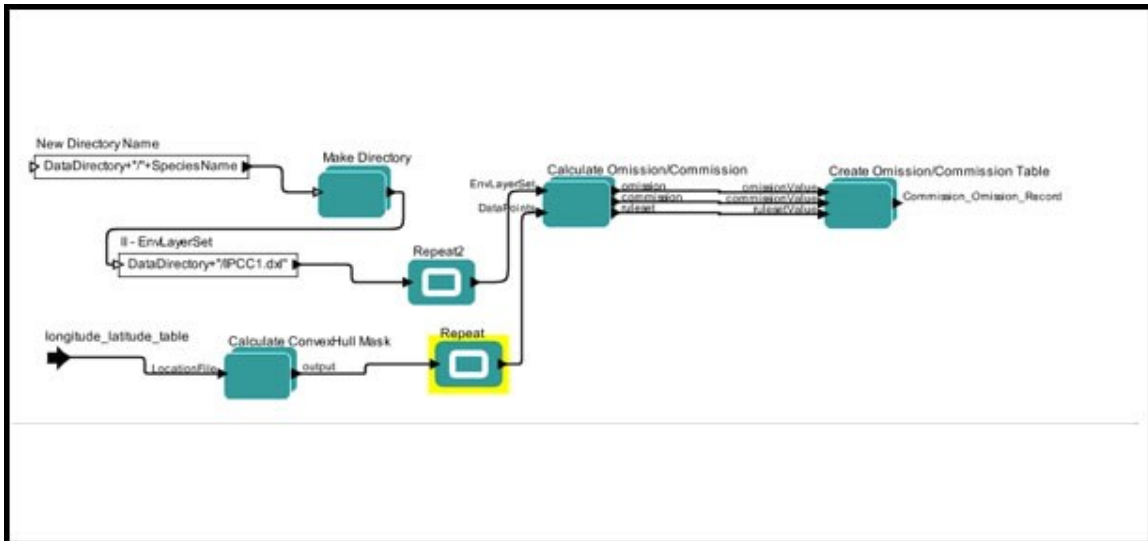 New Directory Name
DataDirectory+"/"+SpeciesName
Make Directory
Calculate Omission/Commission
Create Omission/Commission Table
EnvLayerSet
DataPoints
omission
commission
ruleset
omissionValue
commissionValue
rulesetValue
Commission_Omission_Record
II - EnvLayerSet
DataDirectory+"/IPCC1.dxl"
Repeat2
longitude_latitude_table
Calculate ConvexHull Mask
Repeat
LocationFile
output